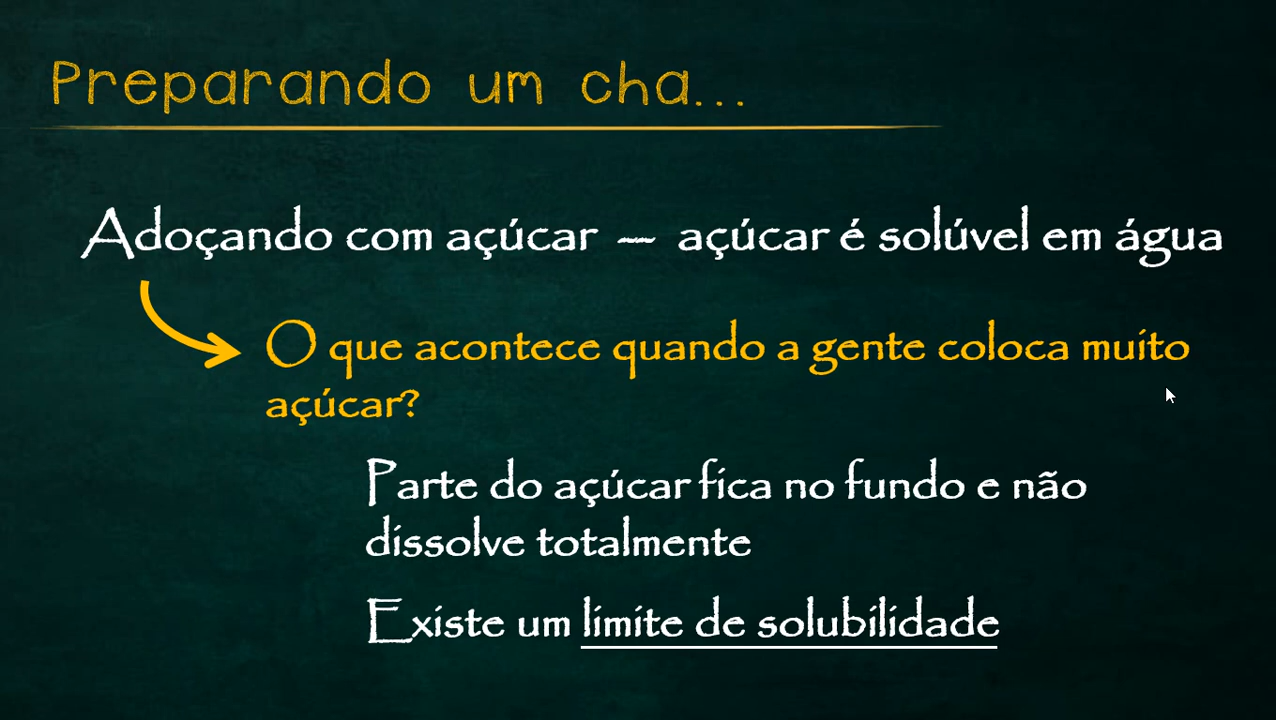 Preparando um cha...
Adoçando com açúcar – açúcar é solúvel em água
O que acontece quando a gente coloca muito
açúcar?
Parte do açúcar fica no fundo e não
dissolve totalmente
Existe um limite de solubilidade